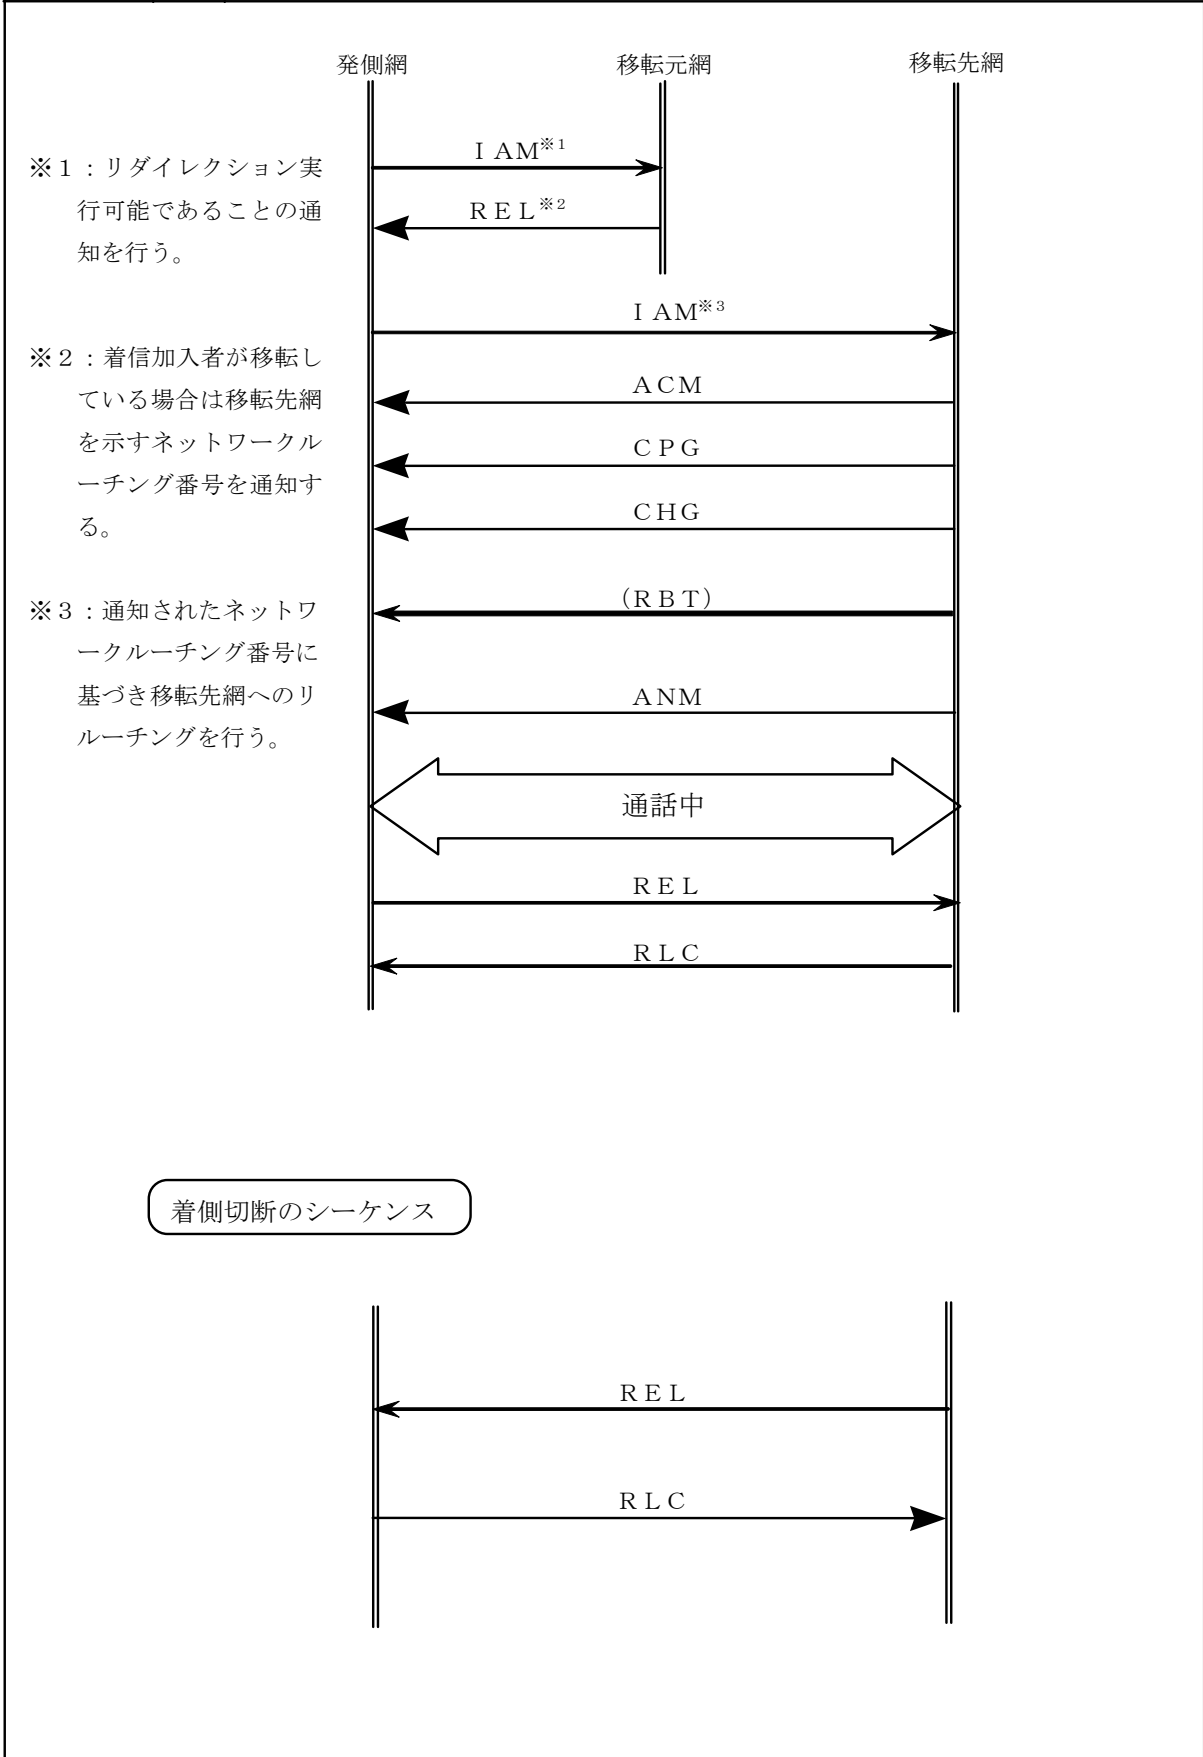 発側網
移転元網
移転先網
ＩＡＭ※１
※１：リダイレクション実
行可能であることの通
知を行う。
ＲＥＬ※２
ＩＡＭ※３
※２：着信加入者が移転し
ている場合は移転先網
を示すネットワークル
ーチング番号を通知す
る。
ＡＣＭ
ＣＰＧ
ＣＨＧ
（ＲＢＴ）
※３：通知されたネットワ
ークルーチング番号に
基づき移転先網へのリ
ルーチングを行う。
ＡＮＭ
通話中
ＲＥＬ
ＲＬＣ
着側切断のシーケンス
ＲＥＬ
ＲＬＣ